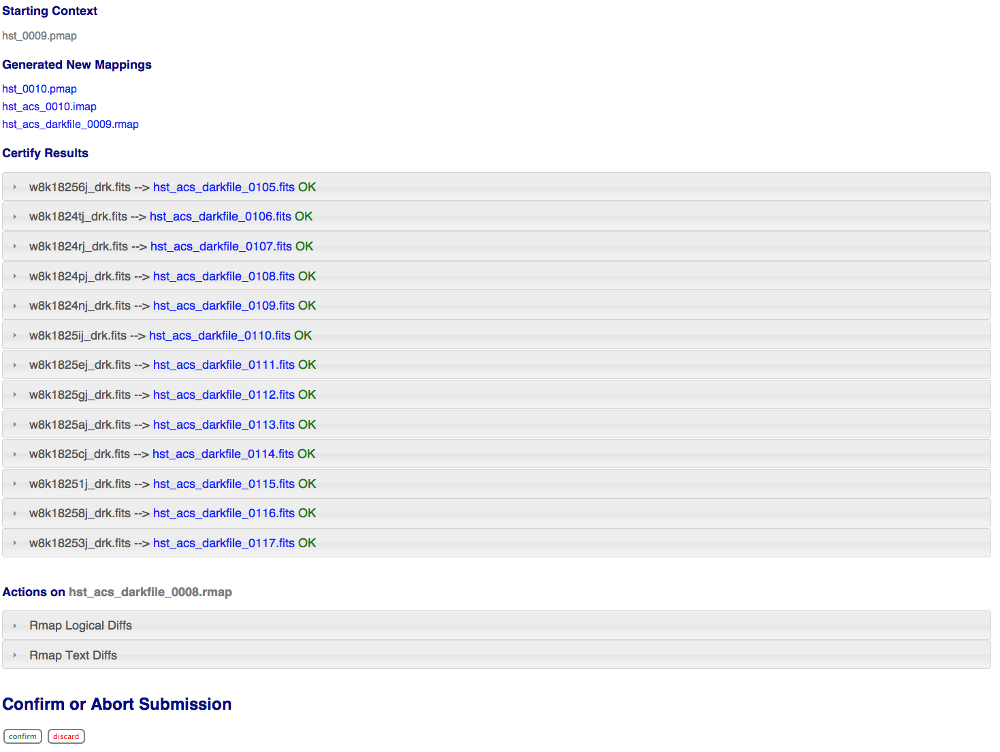 Starting Context
hst_0009.pmap
Generated New Mappings
hst_0010.pmap
hst_acs_0010.imap
hst_acs_darkfile_0009.rmap
Certify Results
w8k18256j_drk.fits --> hst_acs_darkfile_0105.fits OK
w8k1824tj_drk.fits --> hst_acs_darkfile_0106.fits OK
w8k1824rj_drk.fits --> hst_acs_darkfile_0107.fits OK
w8k1824pj_drk.fits --> hst_acs_darkfile_0108.fits OK
w8k1824nj_drk.fits --> hst_acs_darkfile_0109.fits OK
w8k1825ij_drk.fits --> hst_acs_darkfile_0110.fits OK
w8k1825ej_drk.fits --> hst_acs_darkfile_0111.fits OK
w8k1825gj_drk.fits --> hst_acs_darkfile_0112.fits OK
w8k1825aj_drk.fits --> hst_acs_darkfile_0113.fits OK
w8k1825cj_drk.fits --> hst_acs_darkfile_0114.fits OK
w8k18251j_drk.fits --> hst_acs_darkfile_0115.fits OK
w8k18258j_drk.fits --> hst_acs_darkfile_0116.fits OK
w8k18253j_drk.fits --> hst_acs_darkfile_0117.fits OK
Actions on hst_acs_darkfile_0008.rmap
Rmap Logical Diffs
Rmap Text Diffs
Confirm or Abort Submission
confirm discard